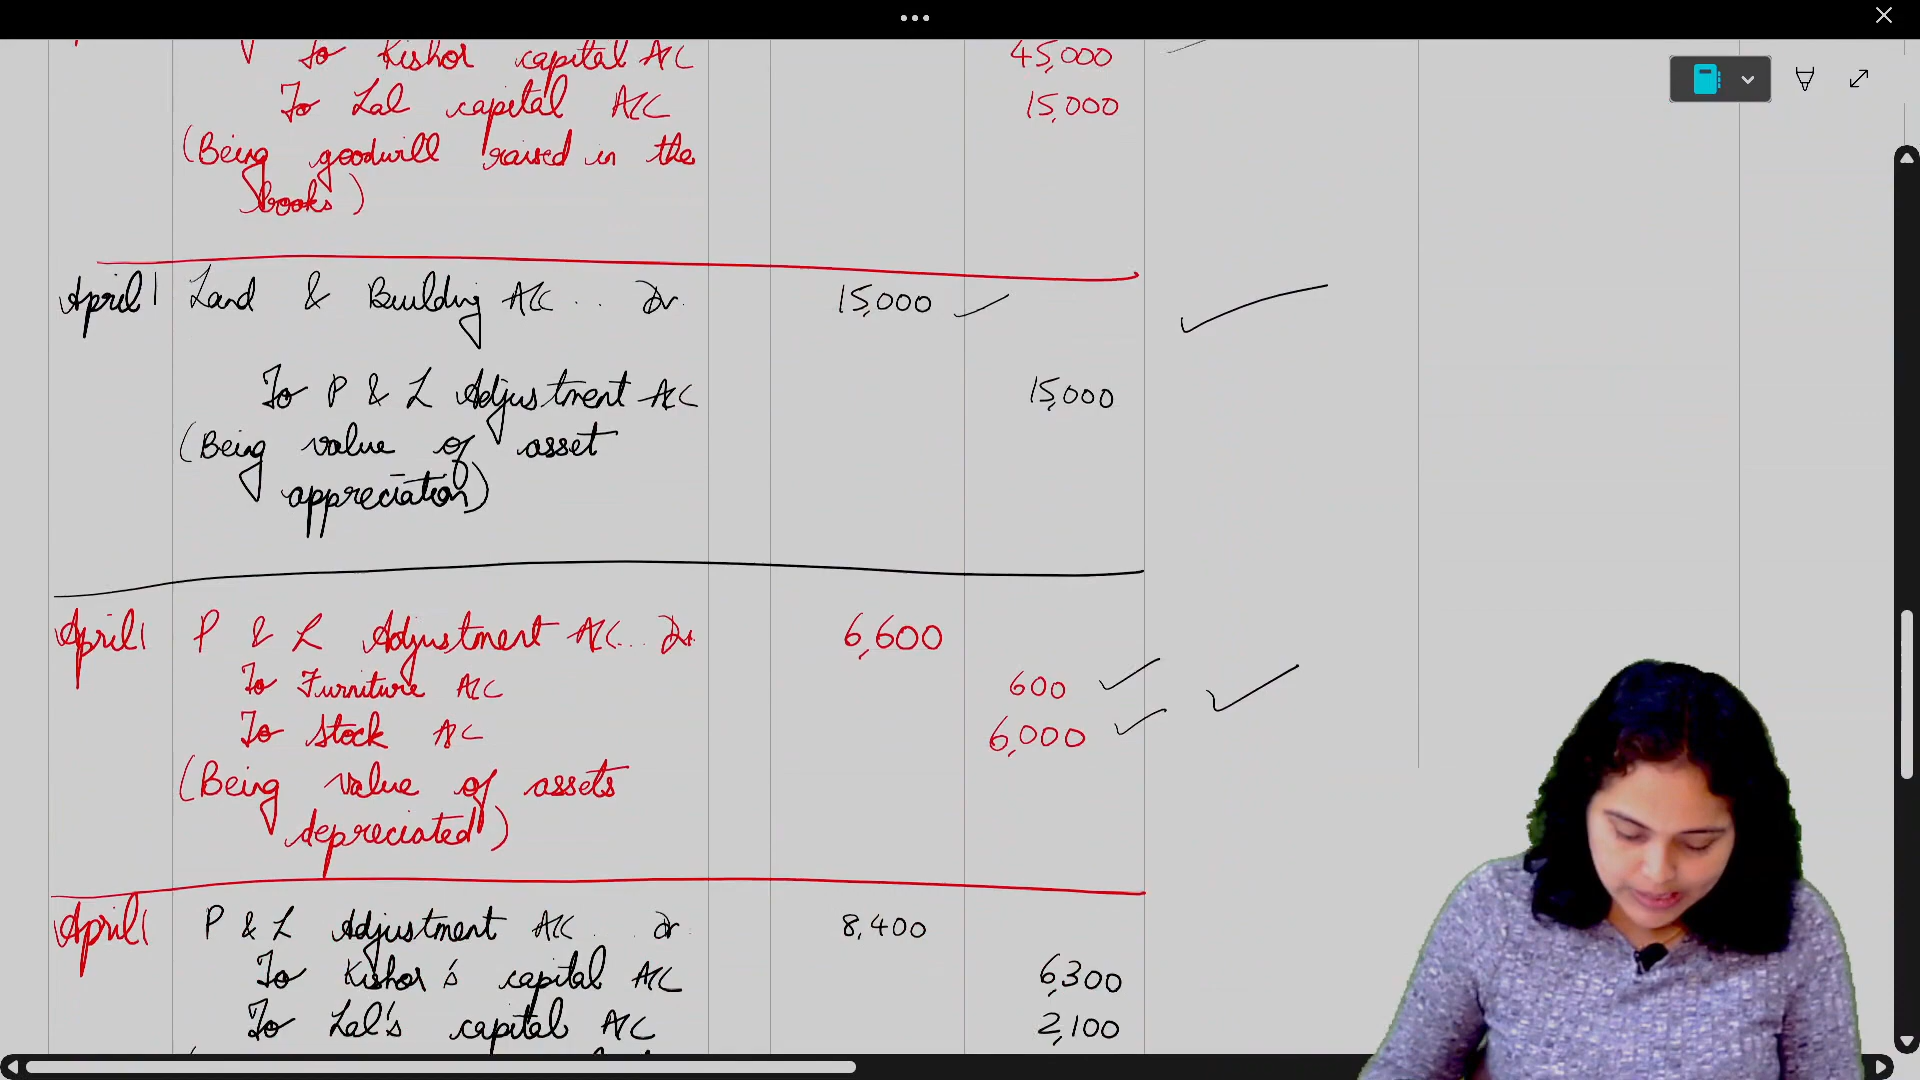 To Kishor capital A/C 45,000
To Lal capital A/C 15,000
(Being goodwill raised in the
books)
April 1 Land & Building A/C .. Dr. 15,000
To P & L Adjustment A/C 15,000
(Being value of asset
appreciation)
April 1 P & L Adjustment A/C... Dr. 6,600
To Furniture A/C 600
To Stock A/C 6,000
(Being value of assets
depreciated)
April 1 P & L Adjustment A/C .. Dr. 8,400
To Kishor's capital A/C 6,300
To Lal's capital A/C 2,100